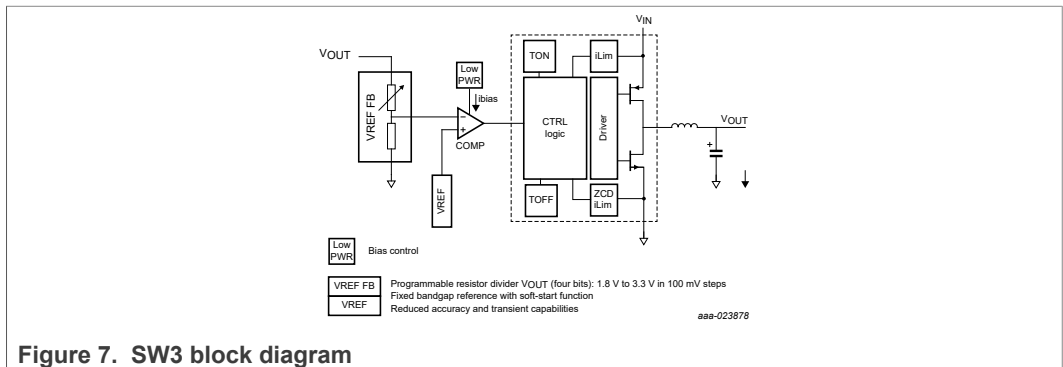 VIN
VOUT
TON
iLim
Low
PWR
ibias
VREF FB
CTRL
logic
Driver
VOUT
COMP
VREF
TOFF
ZCD
iLim
Low
PWR
Bias control
VREF FB
Programmable resistor divider VOUT (four bits): 1.8 V to 3.3 V in 100 mV steps
Fixed bandgap reference with soft-start function
VREF
Reduced accuracy and transient capabilities
aaa-023878
Figure 7. SW3 block diagram